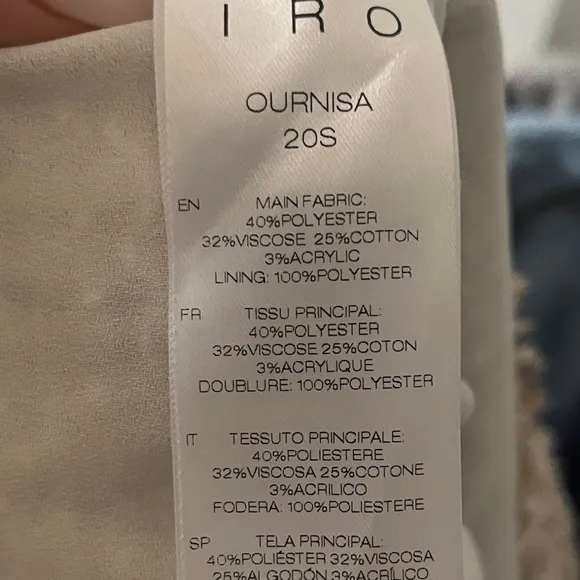 IRO
OURNISA
20S
EN MAIN FABRIC:
40%POLYESTER
32%VISCOSE 25%COTTON
3%ACRYLIC
LINING: 100%POLYESTER
FR TISSU PRINCIPAL:
40%POLYESTER
32%VISCOSE 25%COTON
3%ACRYLIQUE
DOUBLURE: 100%POLYESTER
IT TESSUTO PRINCIPALE:
40%POLIESTERE
32%VISCOSA 25%COTONE
3%ACRILICO
FODERA: 100%POLIESTERE
SP TELA PRINCIPAL:
40%POLIÉSTER 32%VISCOSA
25%ALGODÓN 3%ACRÍLICO